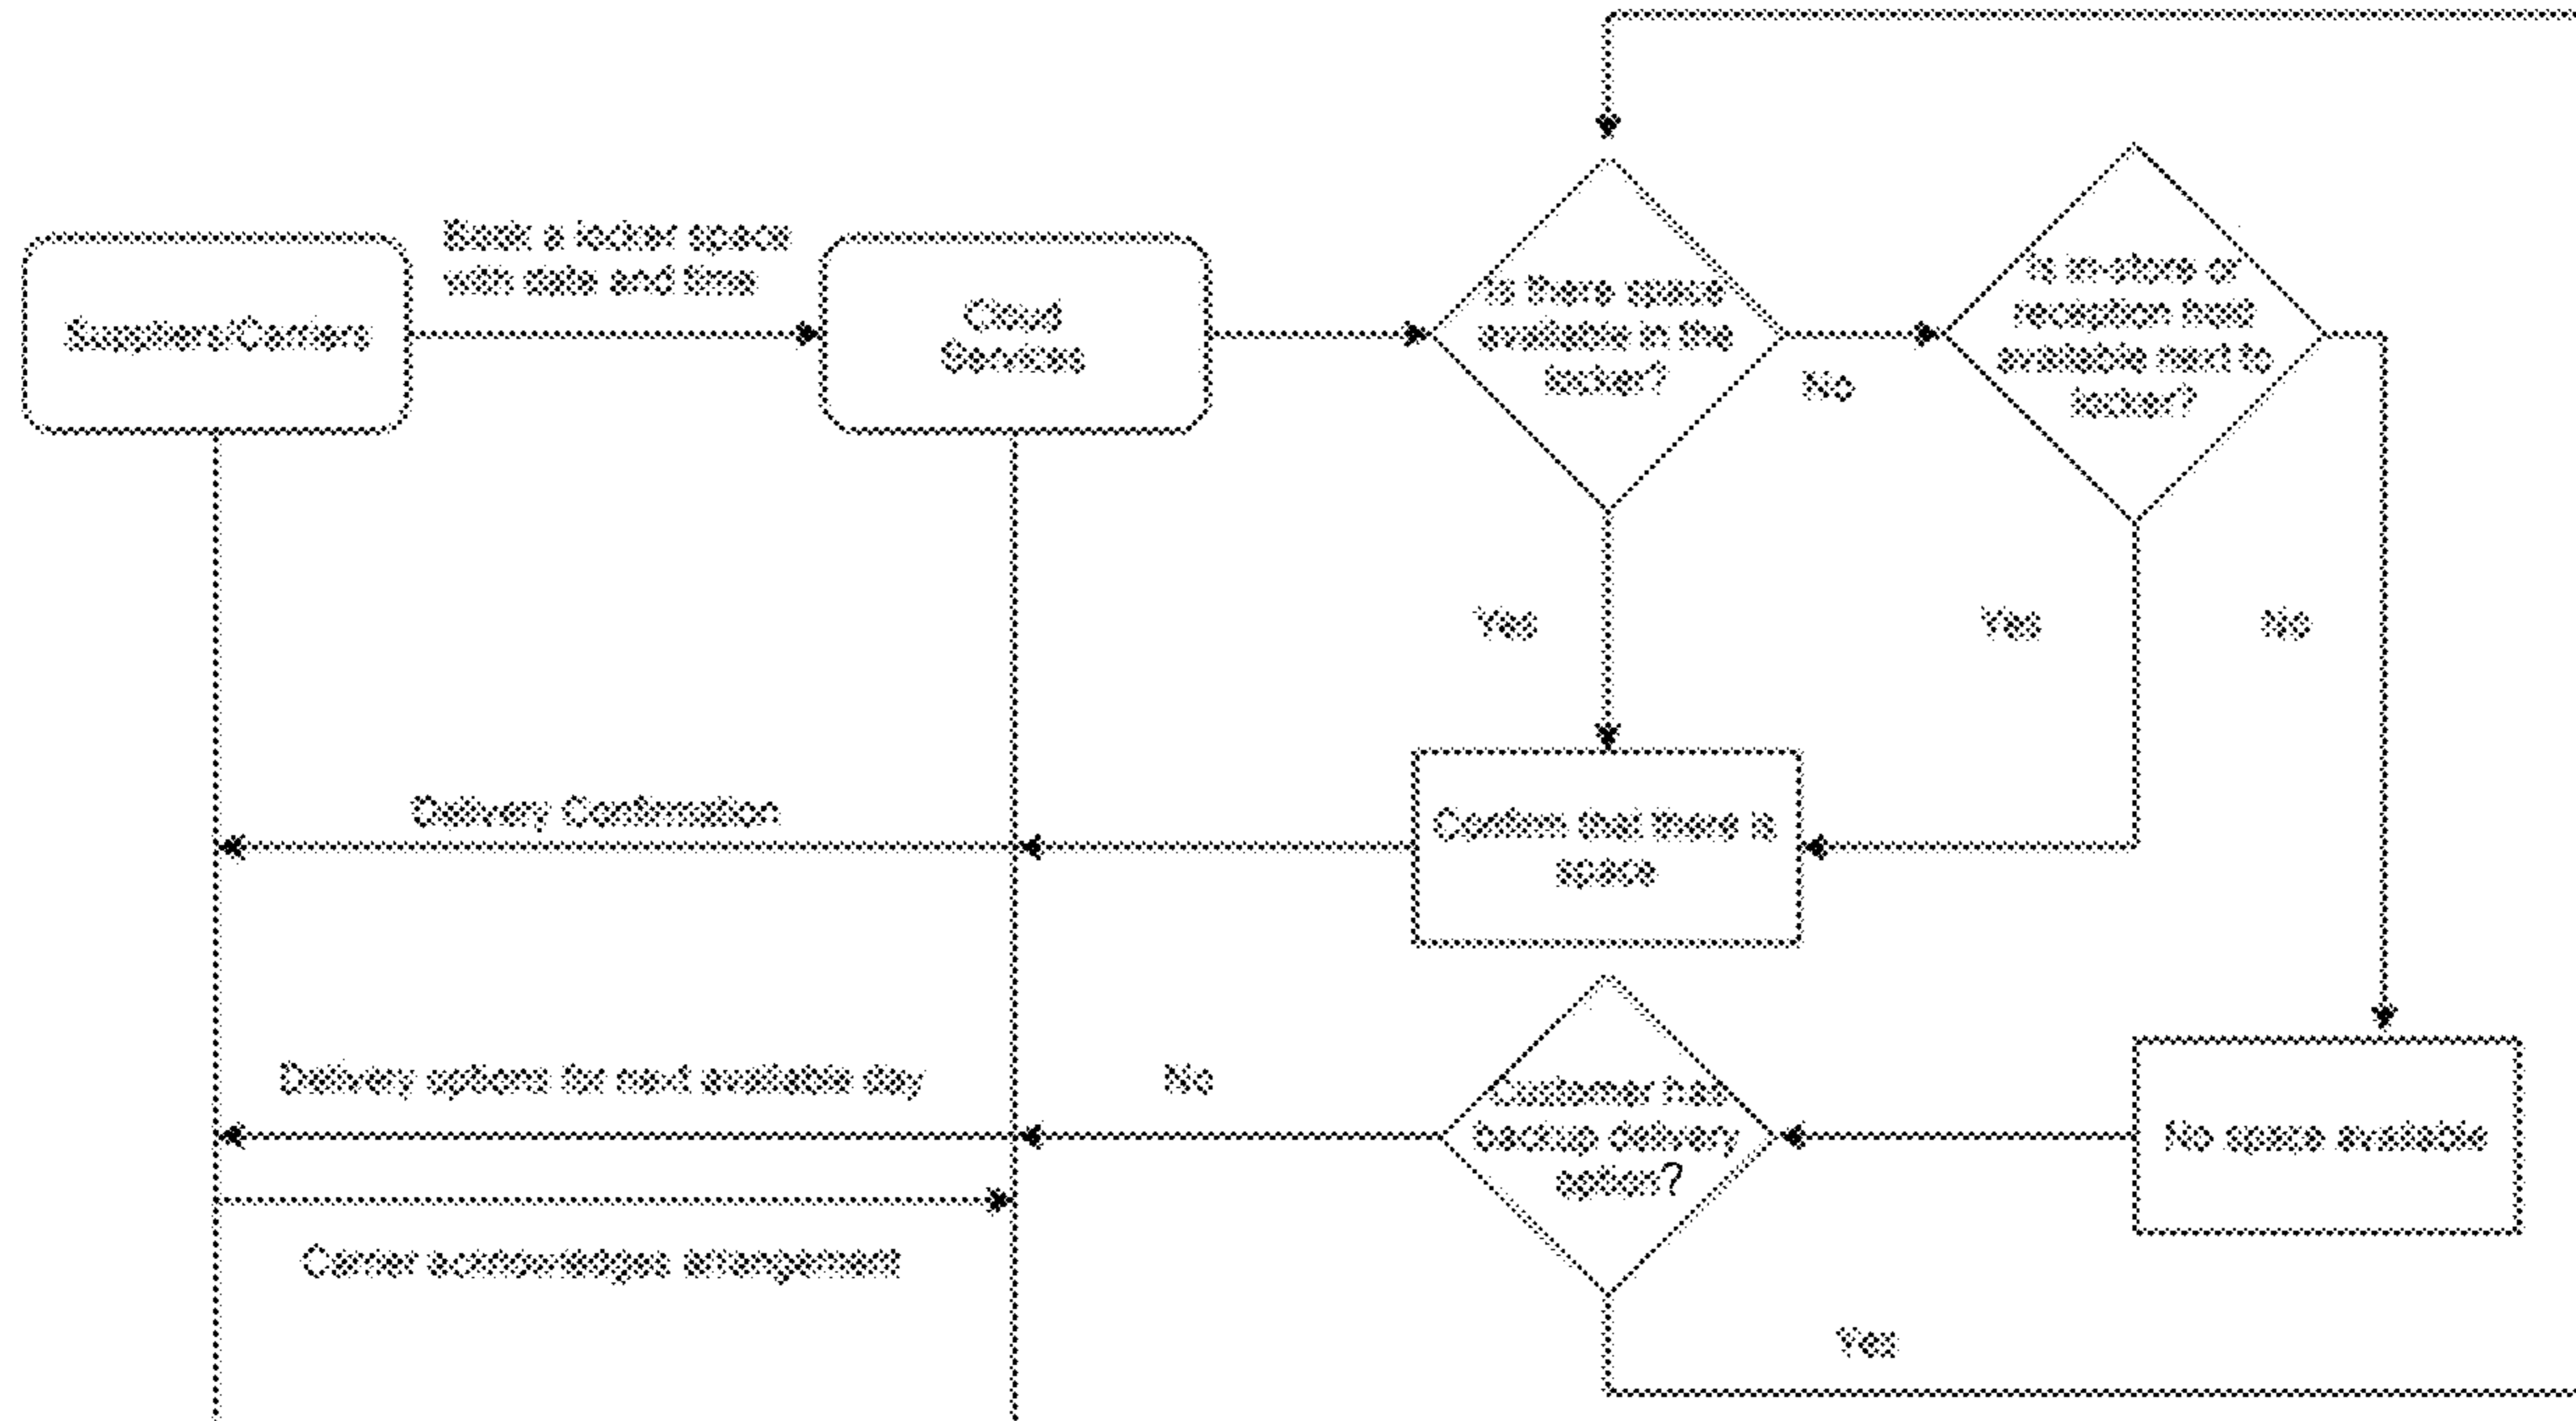 Book a locker space
with date and time
Suppliers/Carriers
Cloud
Services
Is there space
available in the
locker?
No
Is in-store or
reception hold
available next to
locker?
Yes
Yes
No
Delivery Confirmation
Confirm that there is
space
Delivery options for next available day
No
Customer has
backup delivery
option?
No space available
Carrier acknowledges arrangement
Yes